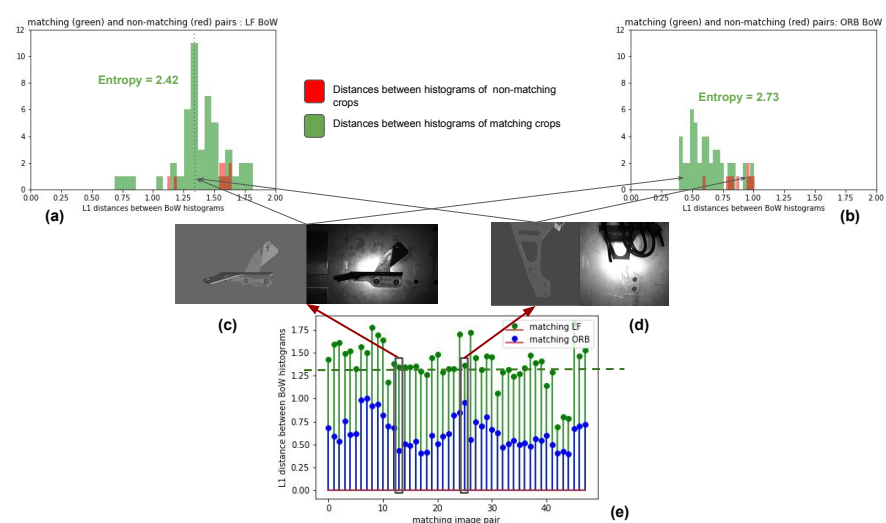 matching (green) and non-matching (red) pairs : LF BoW
12
10
8
6
4
2
0
Entropy = 2.42
0.00 0.25 0.50 0.75 1.00 1.25 1.50 1.75 2.00
L1 distances between BoW histograms
(a)
Distances between histograms of non-matching
crops
Distances between histograms of matching crops
matching (green) and non-matching (red) pairs: ORB BoW
12
10
8
6
4
2
0
Entropy = 2.73
0.00 0.25 0.50 0.75 1.00 1.25 1.50 1.75 2.00
L1 distances between BoW histograms
(b)
(c)
(d)
L1 distance between BoW histograms
1.75
1.50
1.25
1.00
0.75
0.50
0.25
0.00
matching LF
matching ORB
0 10 20 30 40
matching image pair
(e)